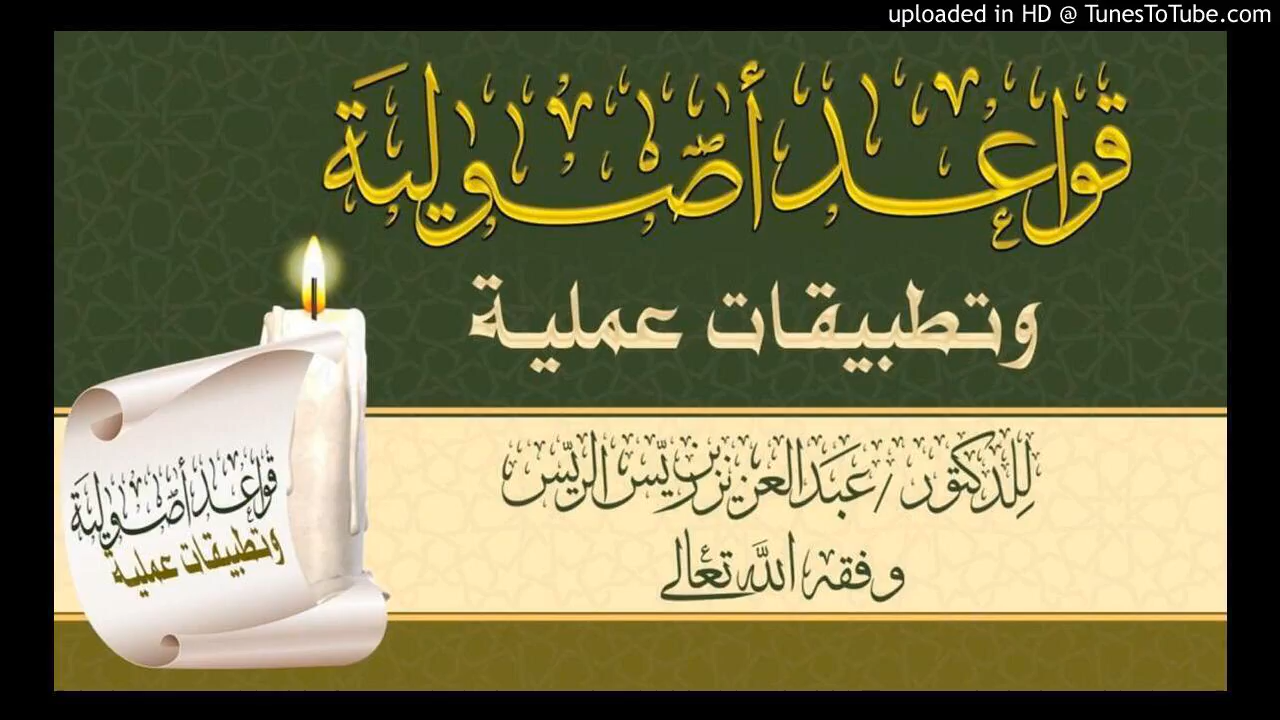 uploaded in HD @ TunesToTube.com
قواعد أصولية
وتطبيقات عملية
للدكتور / عبدالعزيز بن ريس الريس
وفقه الله تعالى
قواعد أصولية
وتطبيقات عملية